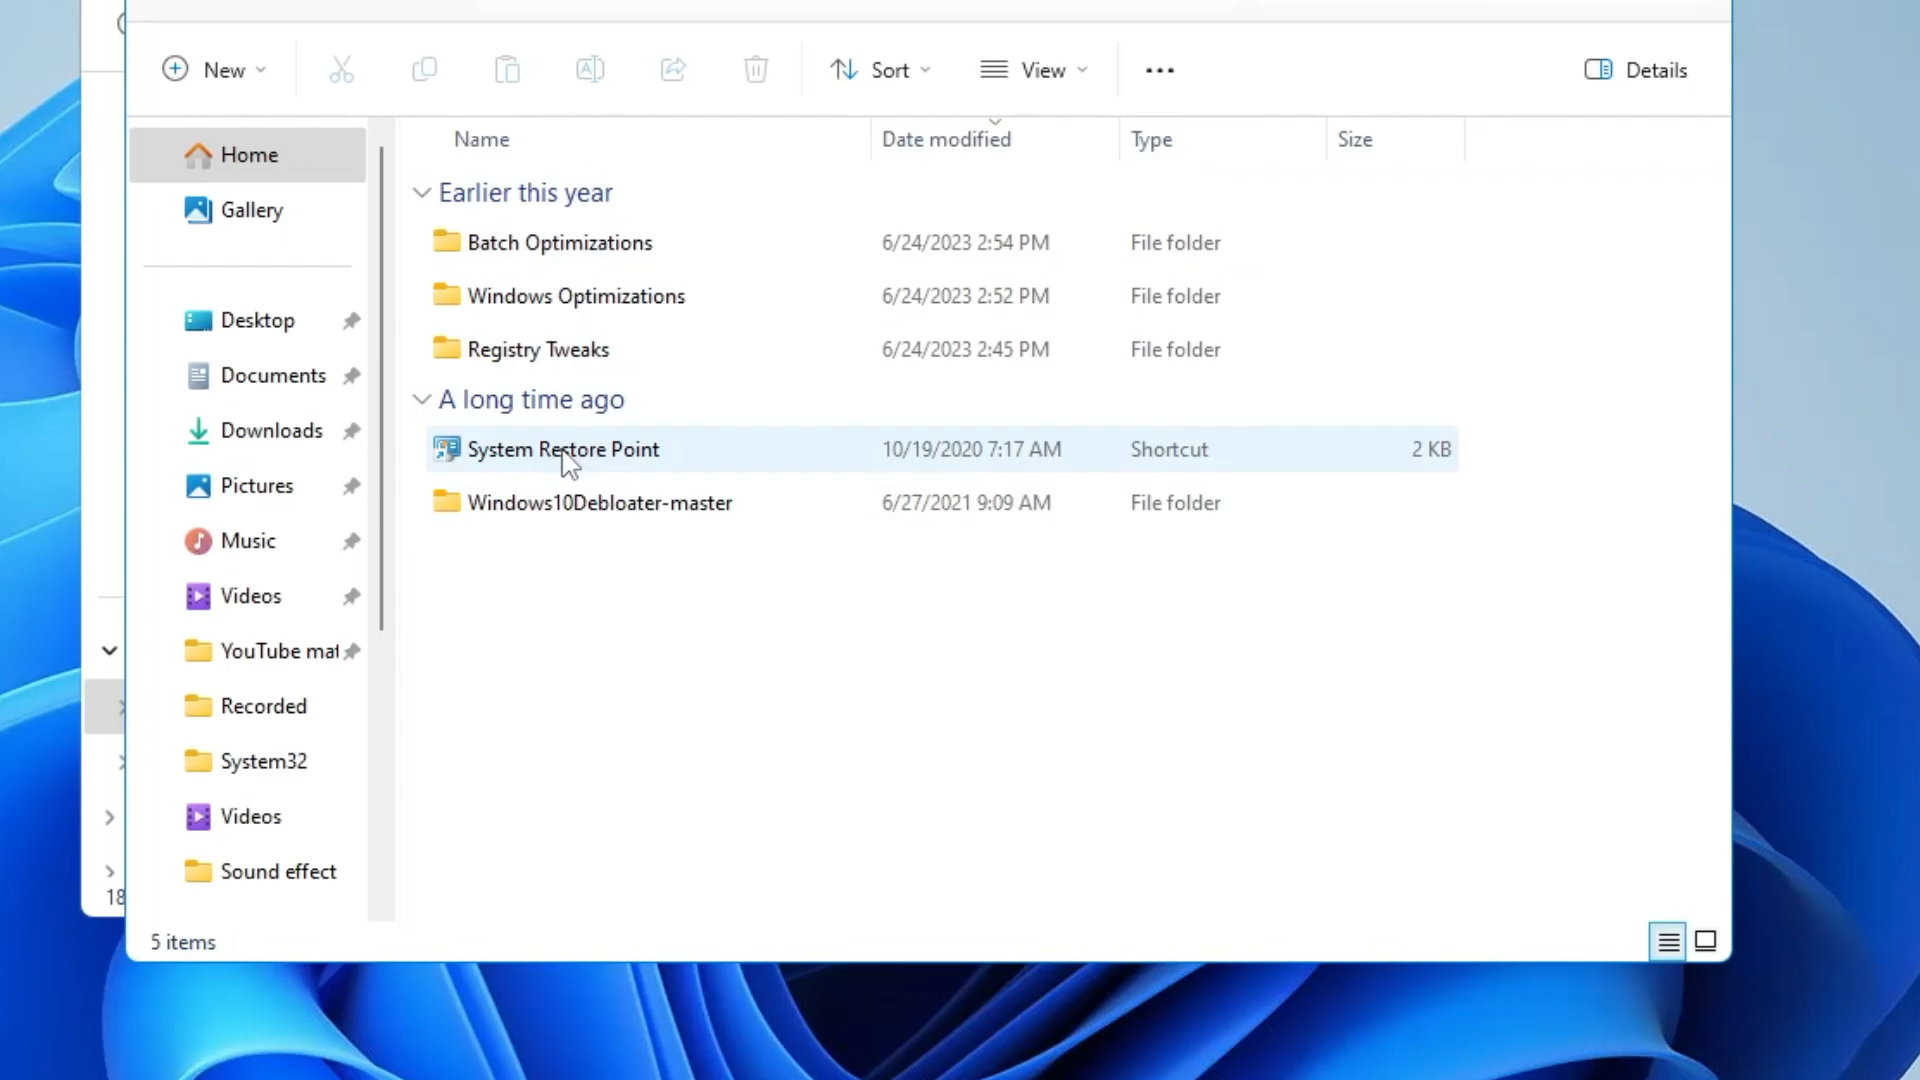 New
Sort
View
Details
Name Date modified Type Size
Home
Gallery
Desktop
Documents
Downloads
Pictures
Music
Videos
YouTube mat
Recorded
System32
Videos
Sound effect
Earlier this year
Batch Optimizations 6/24/2023 2:54 PM File folder
Windows Optimizations 6/24/2023 2:52 PM File folder
Registry Tweaks 6/24/2023 2:45 PM File folder
A long time ago
System Restore Point 10/19/2020 7:17 AM Shortcut 2 KB
Windows10Debloater-master 6/27/2021 9:09 AM File folder
18
5 items